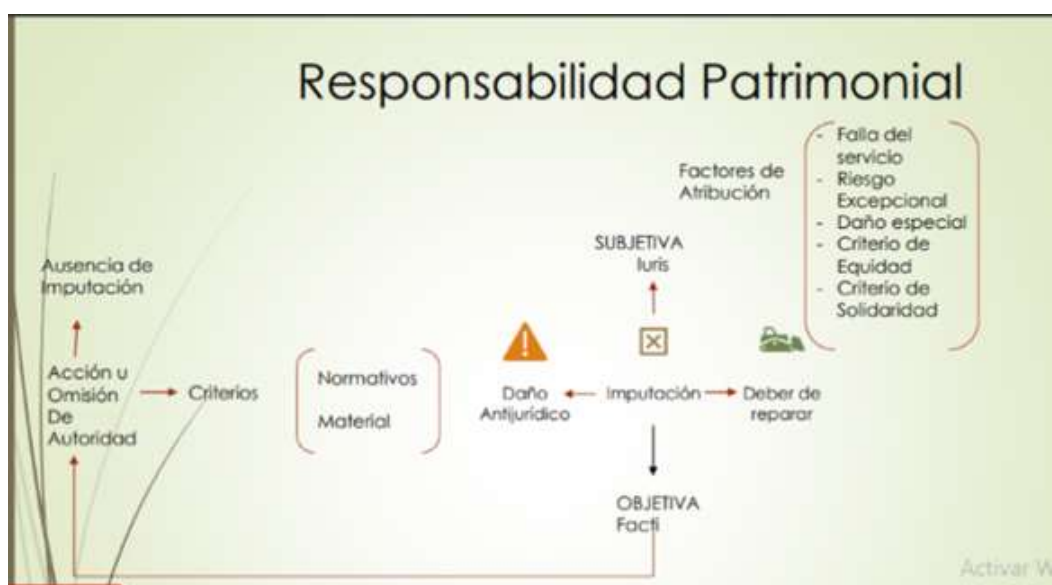 Responsabilidad Patrimonial
Factores de
Atribución
- Falla del
servicio
- Riesgo
Excepcional
- Daño especial
- Criterio de
Equidad
- Criterio de
Solidaridad
SUBJETIVA
Iuris
Ausencia de
Imputación
Acción u
Omisión
De
Autoridad
Criterios
Normativos
Material
Daño
Antijurídico
Imputación
Deber de
reparar
OBJETIVA
Facti
Activar W